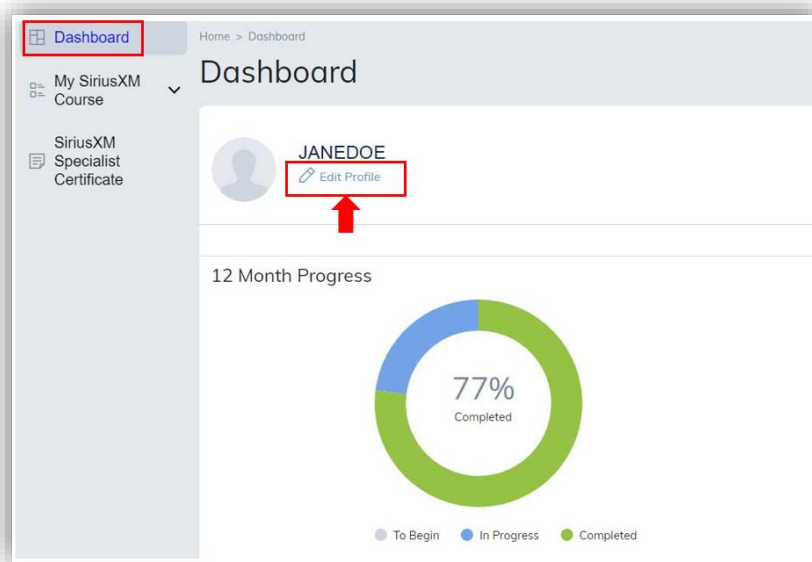 Dashboard
My SiriusXM
Course
SiriusXM
Specialist
Certificate
Home > Dashboard
Dashboard
JANEDOE
Edit Profile
12 Month Progress
77%
Completed
To Begin In Progress Completed